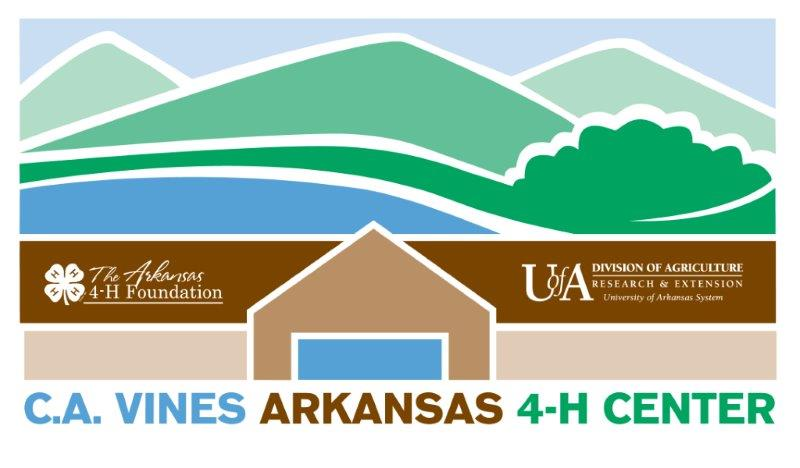 The Arkansas
4-H Foundation
H H
H H
UofA
DIVISION OF AGRICULTURE
RESEARCH & EXTENSION
University of Arkansas System
C.A. VINES ARKANSAS 4-H CENTER